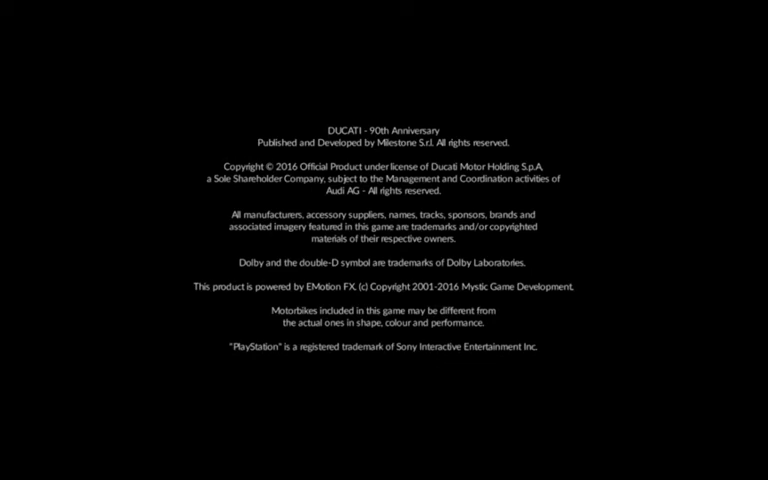 DUCATI - 90th Anniversary
Published and Developed by Milestone S.r.l. All rights reserved.
Copyright © 2016 Official Product under license of Ducati Motor Holding S.p.A,
a Sole Shareholder Company, subject to the Management and Coordination activities of
Audi AG - All rights reserved.
All manufacturers, accessory suppliers, names, tracks, sponsors, brands and
associated imagery featured in this game are trademarks and/or copyrighted
materials of their respective owners.
Dolby and the double-D symbol are trademarks of Dolby Laboratories.
This product is powered by EMotion FX. (c) Copyright 2001-2016 Mystic Game Development.
Motorbikes included in this game may be different from
the actual ones in shape, colour and performance.
"PlayStation" is a registered trademark of Sony Interactive Entertainment Inc.